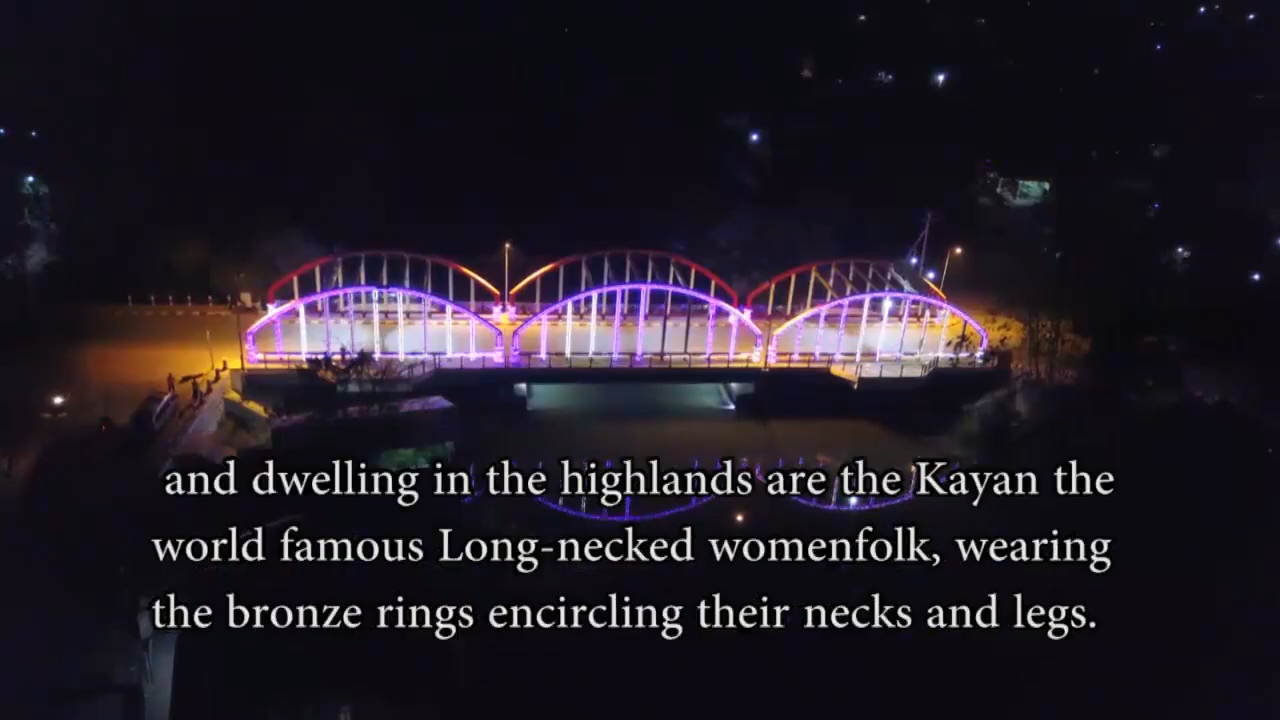 and dwelling in the highlands are the Kayan the
world famous Long-necked womenfolk, wearing
the bronze rings encircling their necks and legs.